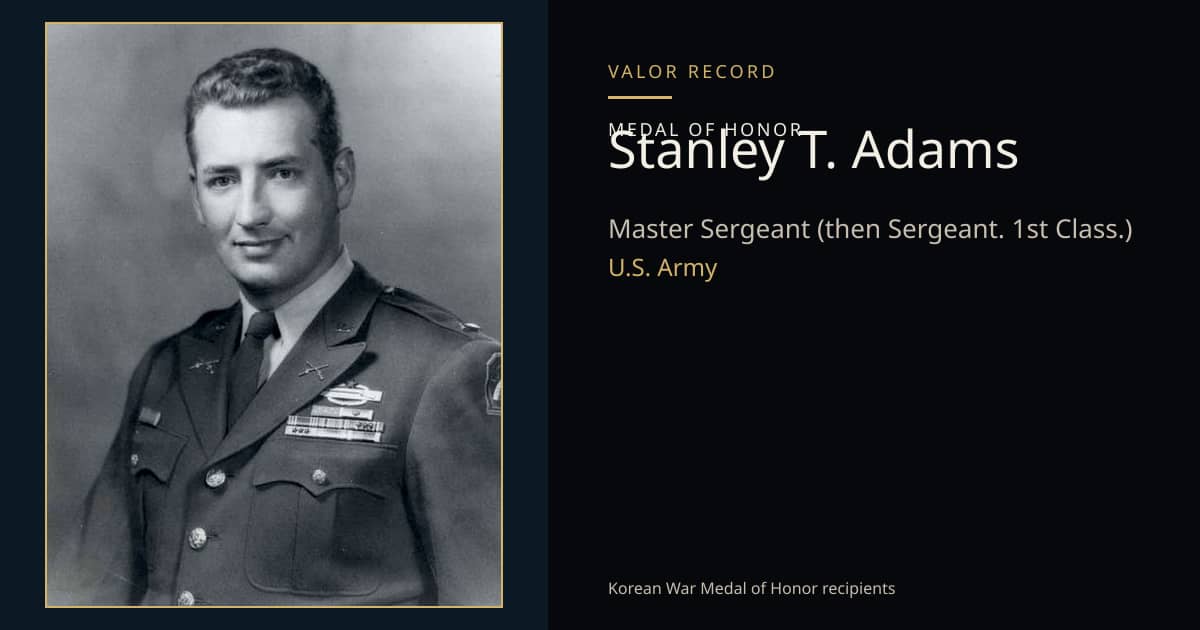 VALOR RECORD
MEDAL OF HONOR
Stanley T. Adams
Master Sergeant (then Sergeant. 1st Class.)
U.S. Army
Korean War Medal of Honor recipients